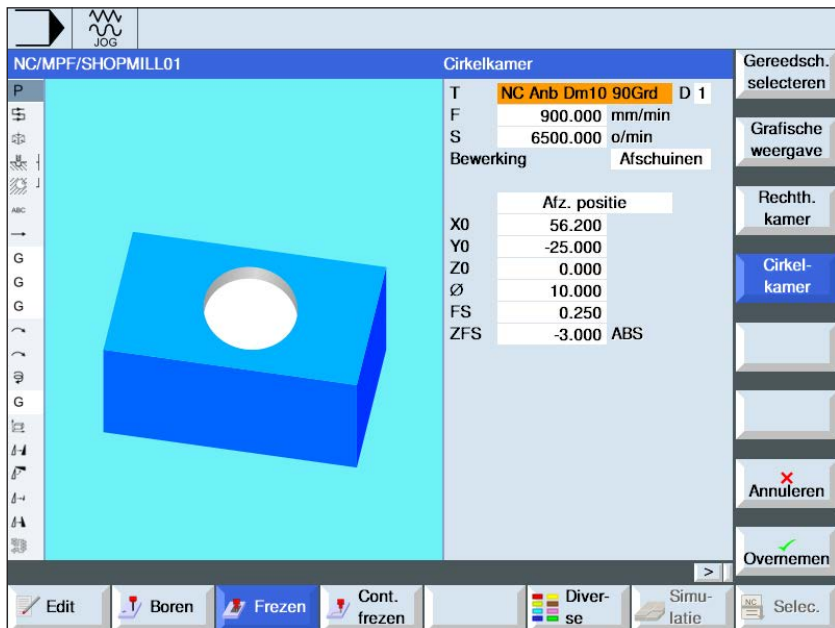 JOG
NC/MPF/SHOPMILL01
Cirkelkamer
Gereedsch.
selecteren
P
T NC Anb Dm10 90Grd D 1
F 900.000 mm/min
S 6500.000 o/min
Bewerking Afschuinen
Afz. positie
X0 56.200
Y0 -25.000
Z0 0.000
Ø 10.000
FS 0.250
ZFS -3.000 ABS
ABC
G
G
G
G
Grafische
weergave
Rechth.
kamer
Cirkel-
kamer
Annuleren
Overnemen
>
Edit
Boren
Frezen
Cont.
frezen
Diver-
se
Simu-
latie
NC
Selec.